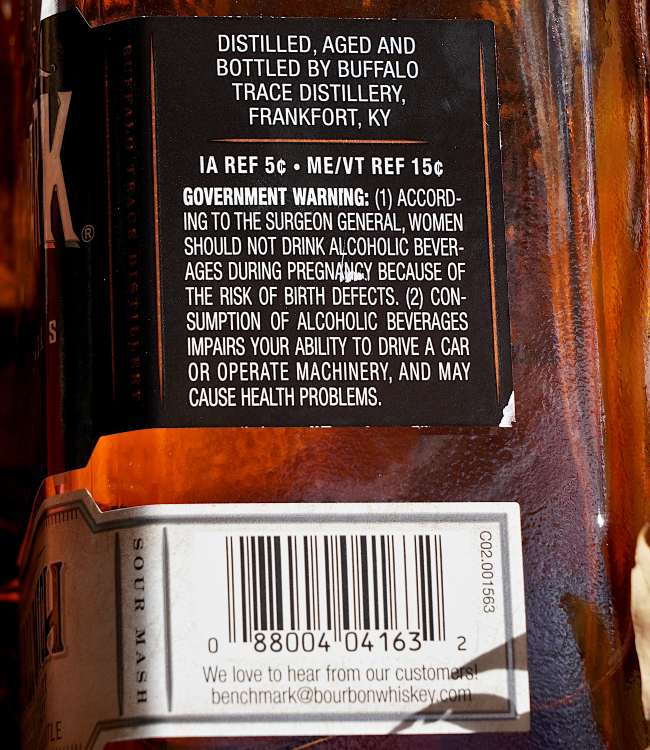 DISTILLED, AGED AND
BOTTLED BY BUFFALO
TRACE DISTILLERY,
FRANKFORT, KY
IA REF 5¢ • ME/VT REF 15¢
GOVERNMENT WARNING: (1) ACCORD-
ING TO THE SURGEON GENERAL, WOMEN
SHOULD NOT DRINK ALCOHOLIC BEVER-
AGES DURING PREGNANCY BECAUSE OF
THE RISK OF BIRTH DEFECTS. (2) CON-
SUMPTION OF ALCOHOLIC BEVERAGES
IMPAIRS YOUR ABILITY TO DRIVE A CAR
OR OPERATE MACHINERY, AND MAY
CAUSE HEALTH PROBLEMS.
BUFFALO TRACE DISTILLERY
K®
SOUR MASH
C02.001563
0 88004 04163 2
We love to hear from our customers!
benchmark@bourbonwhiskey.com